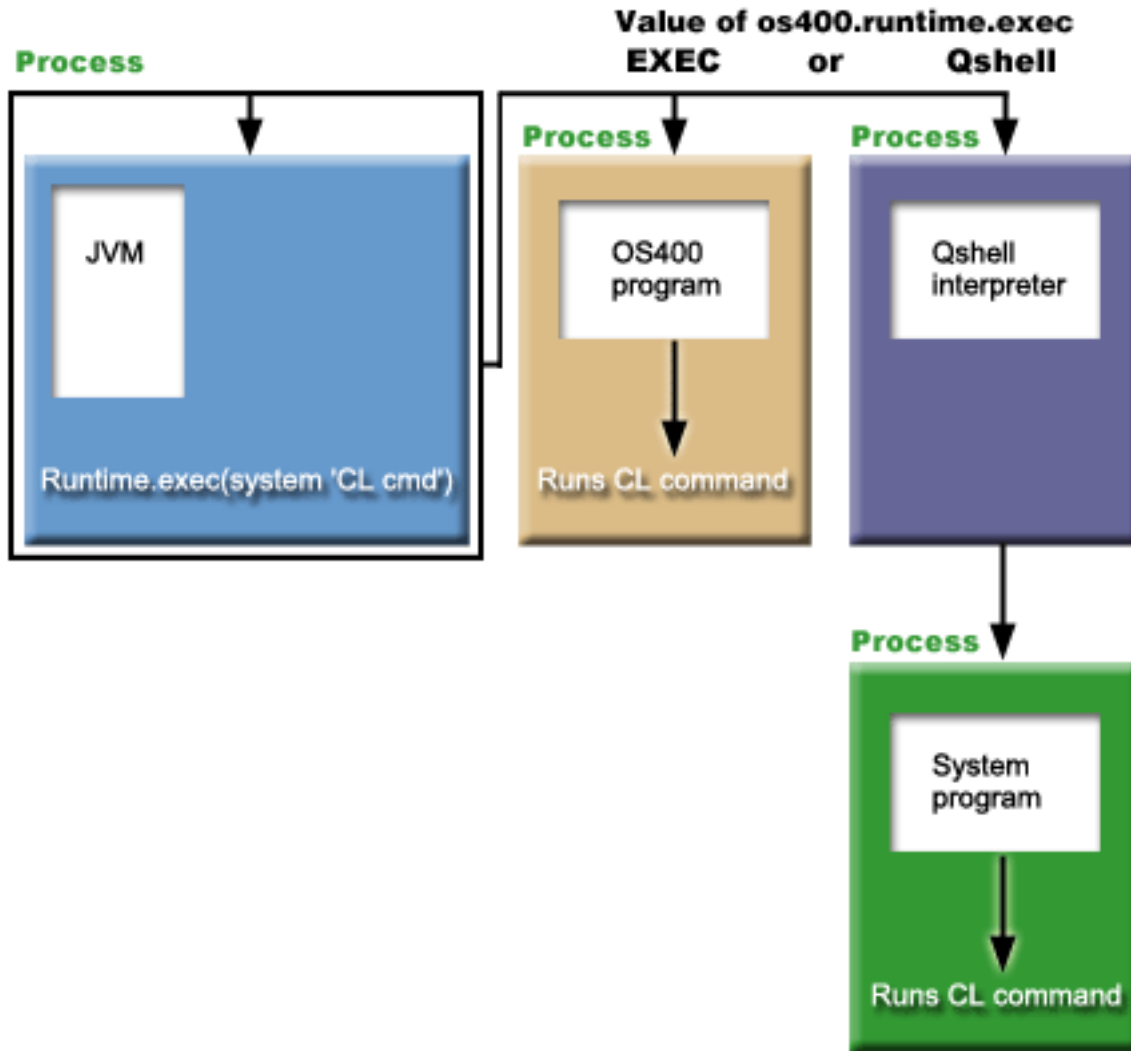 Value of os400.runtime.exec
EXEC or Qshell
Process
Process
Process
JVM
OS400
program
Qshell
interpreter
Runtime.exec(system 'CL cmd')
Runs CL command
Process
System
program
Runs CL command